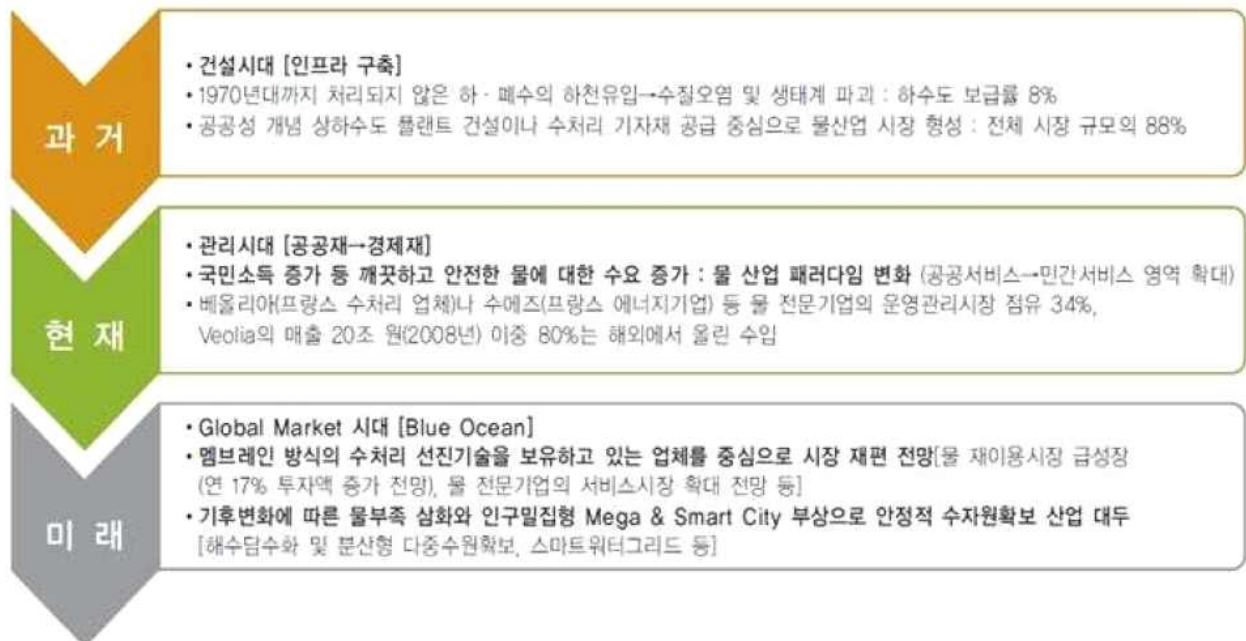 과 거
• 건설시대 [인프라 구축]
• 1970년대까지 처리되지 않은 하 · 폐수의 하천유입→수질오염 및 생태계 파괴 : 하수도 보급률 8%
• 공공성 개념 상하수도 플랜트 건설이나 수처리 기자재 공급 중심으로 물산업 시장 형성 : 전체 시장 규모의 88%
현 재
• 관리시대 [공공재→경제재]
• 국민소득 증가 등 깨끗하고 안전한 물에 대한 수요 증가 : 물 산업 패러다임 변화 (공공서비스→민간서비스 영역 확대)
• 베올리아(프랑스 수처리 업체)나 수에즈(프랑스 에너지기업) 등 물 전문기업의 운영관리시장 점유 34%,
Veolia의 매출 20조 원(2008년) 이중 80%는 해외에서 올린 수입
미 래
• Global Market 시대 [Blue Ocean]
• 멤브레인 방식의 수처리 선진기술을 보유하고 있는 업체를 중심으로 시장 재편 전망[물 재이용시장 급성장
(연 17% 투자액 증가 전망), 물 전문기업의 서비스시장 확대 전망 등]
• 기후변화에 따른 물부족 심화와 인구밀집형 Mega & Smart City 부상으로 안정적 수자원확보 산업 대두
[해수담수화 및 분산형 다중수원확보, 스마트워터그리드 등]